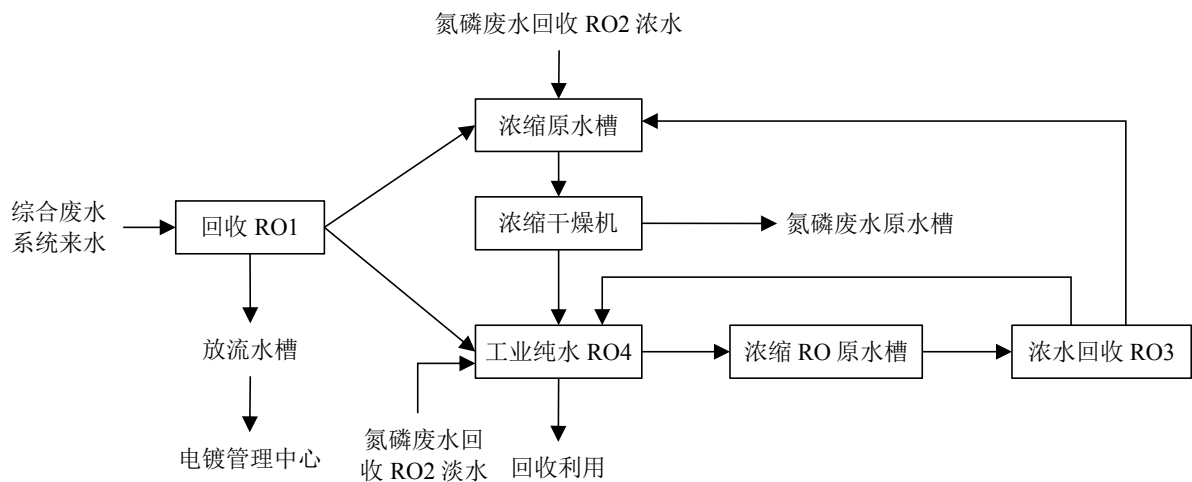 氮磷废水回收 RO2 浓水
浓缩原水槽
综合废水
系统来水
回收 RO1
浓缩干燥机
氮磷废水原水槽
放流水槽
工业纯水 RO4
浓缩 RO 原水槽
浓水回收 RO3
电镀管理中心
氮磷废水回
收 RO2 淡水
回收利用